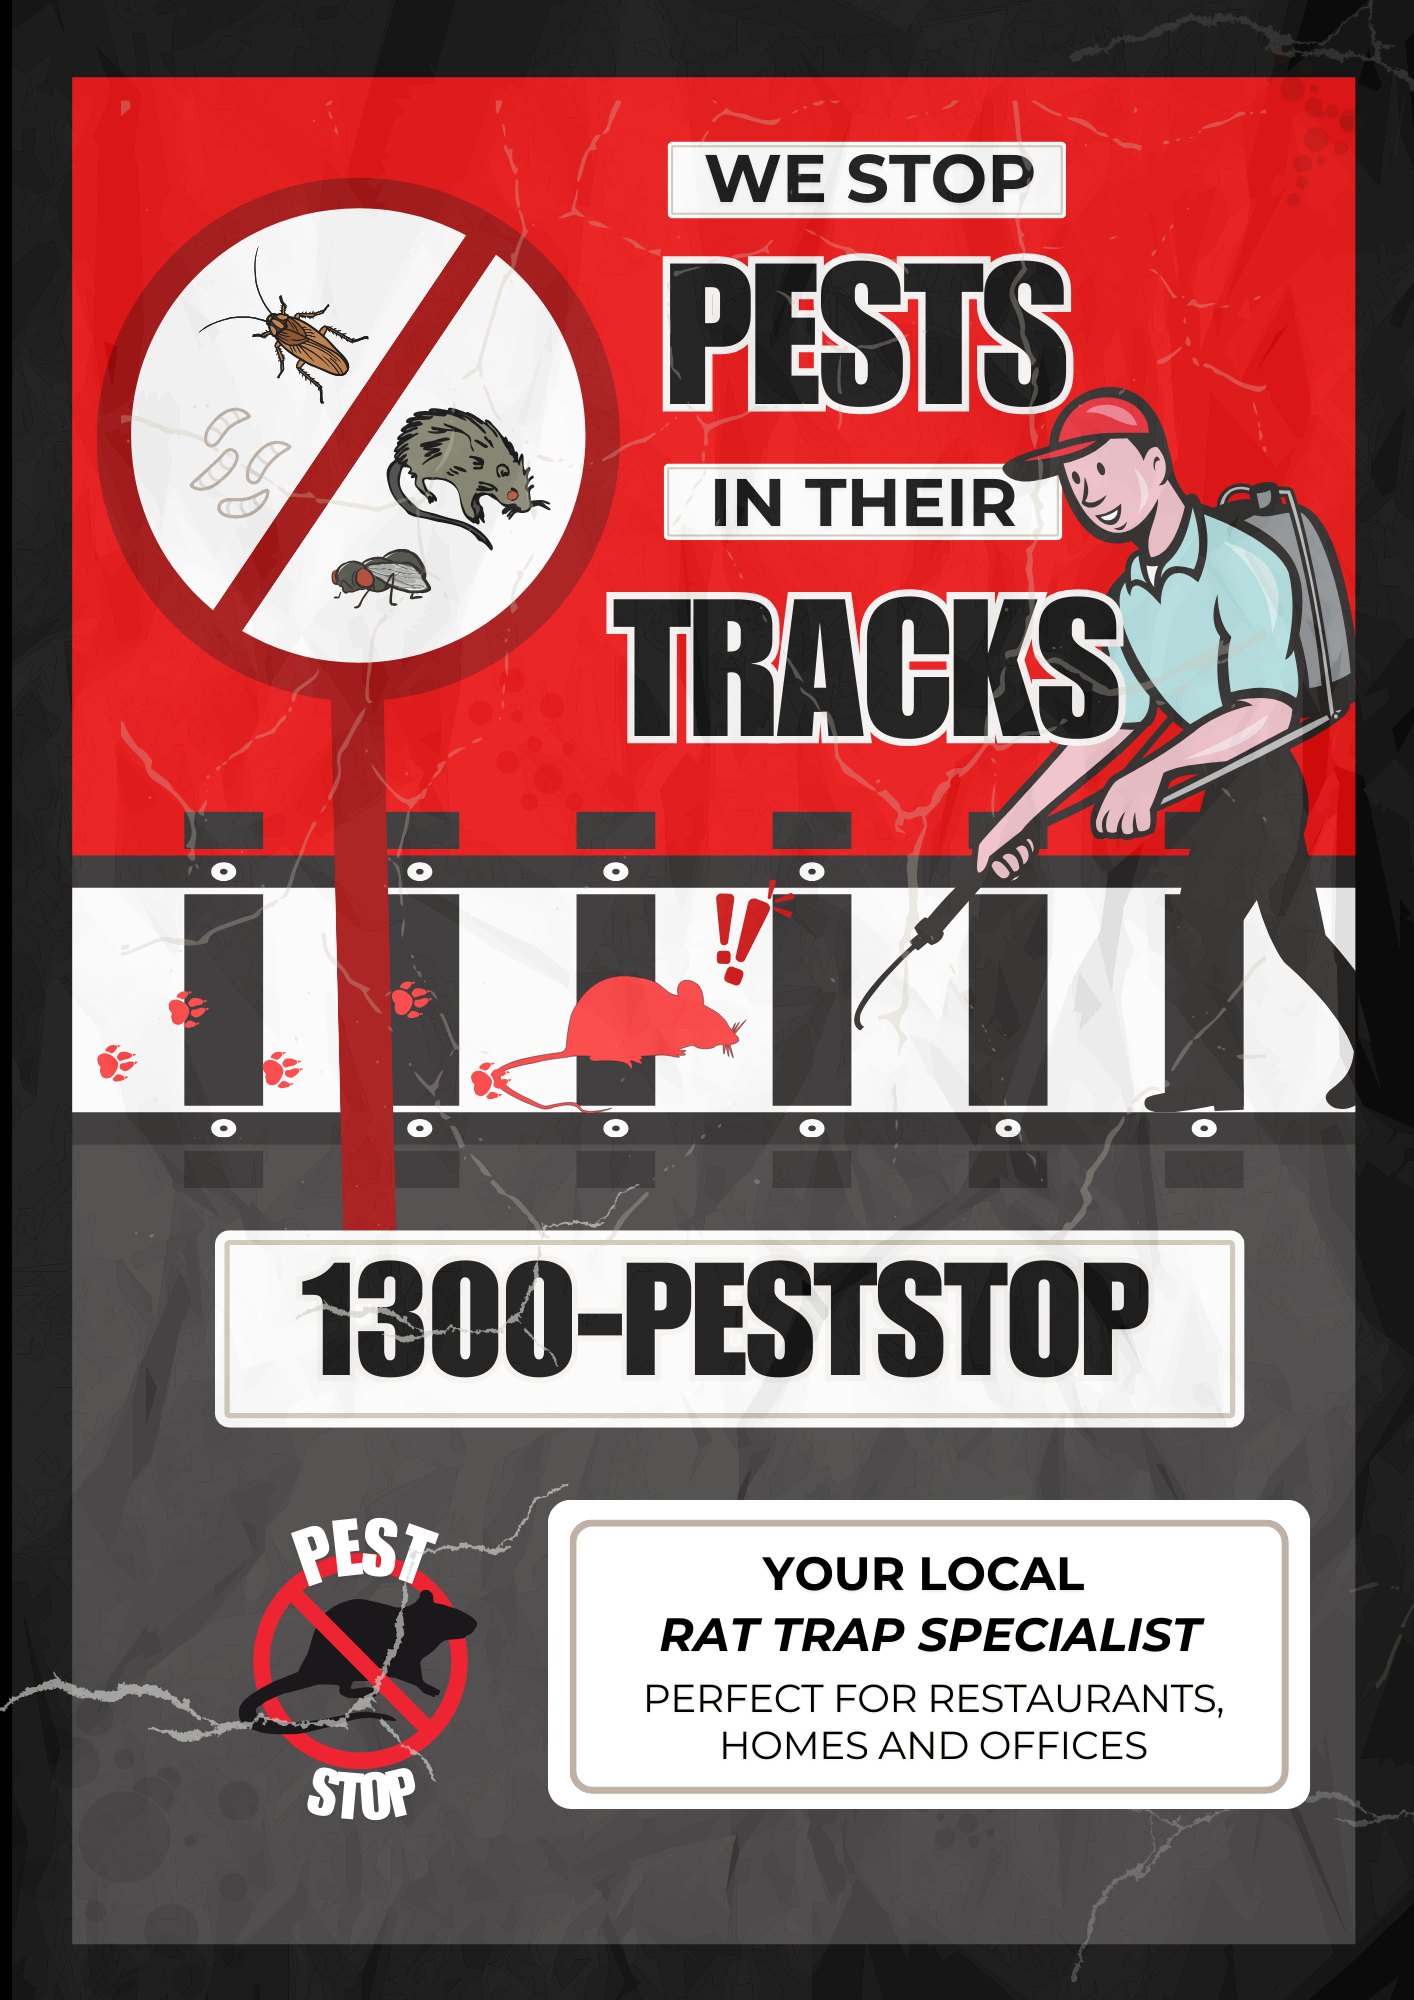 WE STOP
PESTS
IN THEIR
TRACKS
!!
1300-PESTSTOP
PEST
STOP
YOUR LOCAL
RAT TRAP SPECIALIST
PERFECT FOR RESTAURANTS,
HOMES AND OFFICES